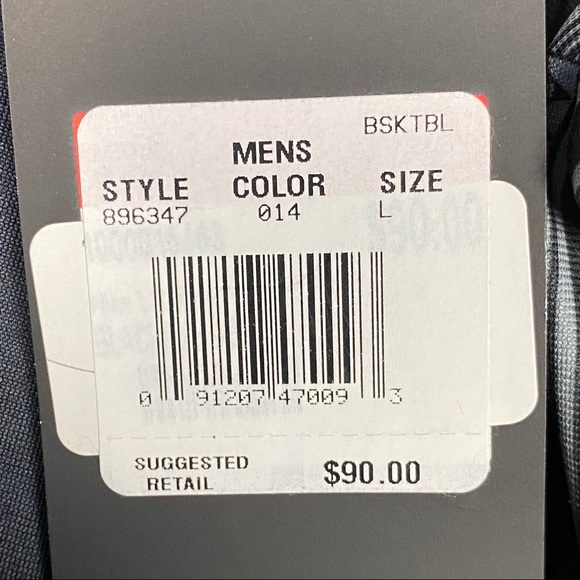 BSKTBL
MENS
STYLE COLOR SIZE
896347 014 L
0 91207 47009 3
SUGGESTED
RETAIL $90.00